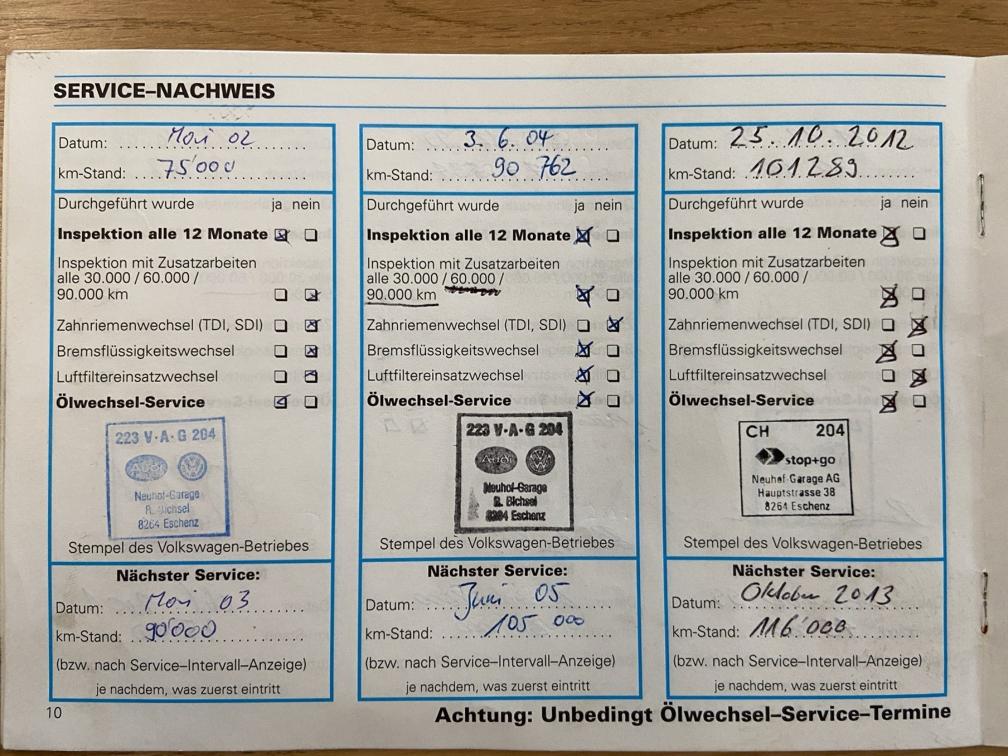 SERVICE–NACHWEIS
Datum: Mai 02
km-Stand: 75'000
Durchgeführt wurde ja nein
Inspektion alle 12 Monate
Inspektion mit Zusatzarbeiten
alle 30.000 / 60.000 /
90.000 km
Zahnriemenwechsel (TDI, SDI)
Bremsflüssigkeitswechsel
Luftfiltereinsatzwechsel
Ölwechsel-Service
223 V·A·G 204
Audi
Neuhof-Garage
R. Bichsel
8264 Eschenz
Stempel des Volkswagen-Betriebes
Nächster Service:
Datum: Mai 03
km-Stand: 90'000
(bzw. nach Service–Intervall–Anzeige)
je nachdem, was zuerst eintritt
Datum: 3. 6. 04
km-Stand: 90 762
Durchgeführt wurde ja nein
Inspektion alle 12 Monate
Inspektion mit Zusatzarbeiten
alle 30.000 / 60.000 /
90.000 km
Zahnriemenwechsel (TDI, SDI)
Bremsflüssigkeitswechsel
Luftfiltereinsatzwechsel
Ölwechsel-Service
223 V·A·G 204
Audi
Neuhof-Garage
R. Bichsel
8264 Eschenz
Stempel des Volkswagen-Betriebes
Nächster Service:
Datum: Juni 05
km-Stand: 105 000
(bzw. nach Service–Intervall–Anzeige)
je nachdem, was zuerst eintritt
Datum: 25. 10. 2012
km-Stand: 101289
Durchgeführt wurde ja nein
Inspektion alle 12 Monate
Inspektion mit Zusatzarbeiten
alle 30.000 / 60.000 /
90.000 km
Zahnriemenwechsel (TDI, SDI)
Bremsflüssigkeitswechsel
Luftfiltereinsatzwechsel
Ölwechsel-Service
CH 204
stop+go
Neuhof Garage AG
Hauptstrasse 38
8264 Eschenz
Stempel des Volkswagen-Betriebes
Nächster Service:
Datum: Oktober 2013
km-Stand: 116'000
(bzw. nach Service–Intervall–Anzeige)
je nachdem, was zuerst eintritt
10
Achtung: Unbedingt Ölwechsel–Service–Termine